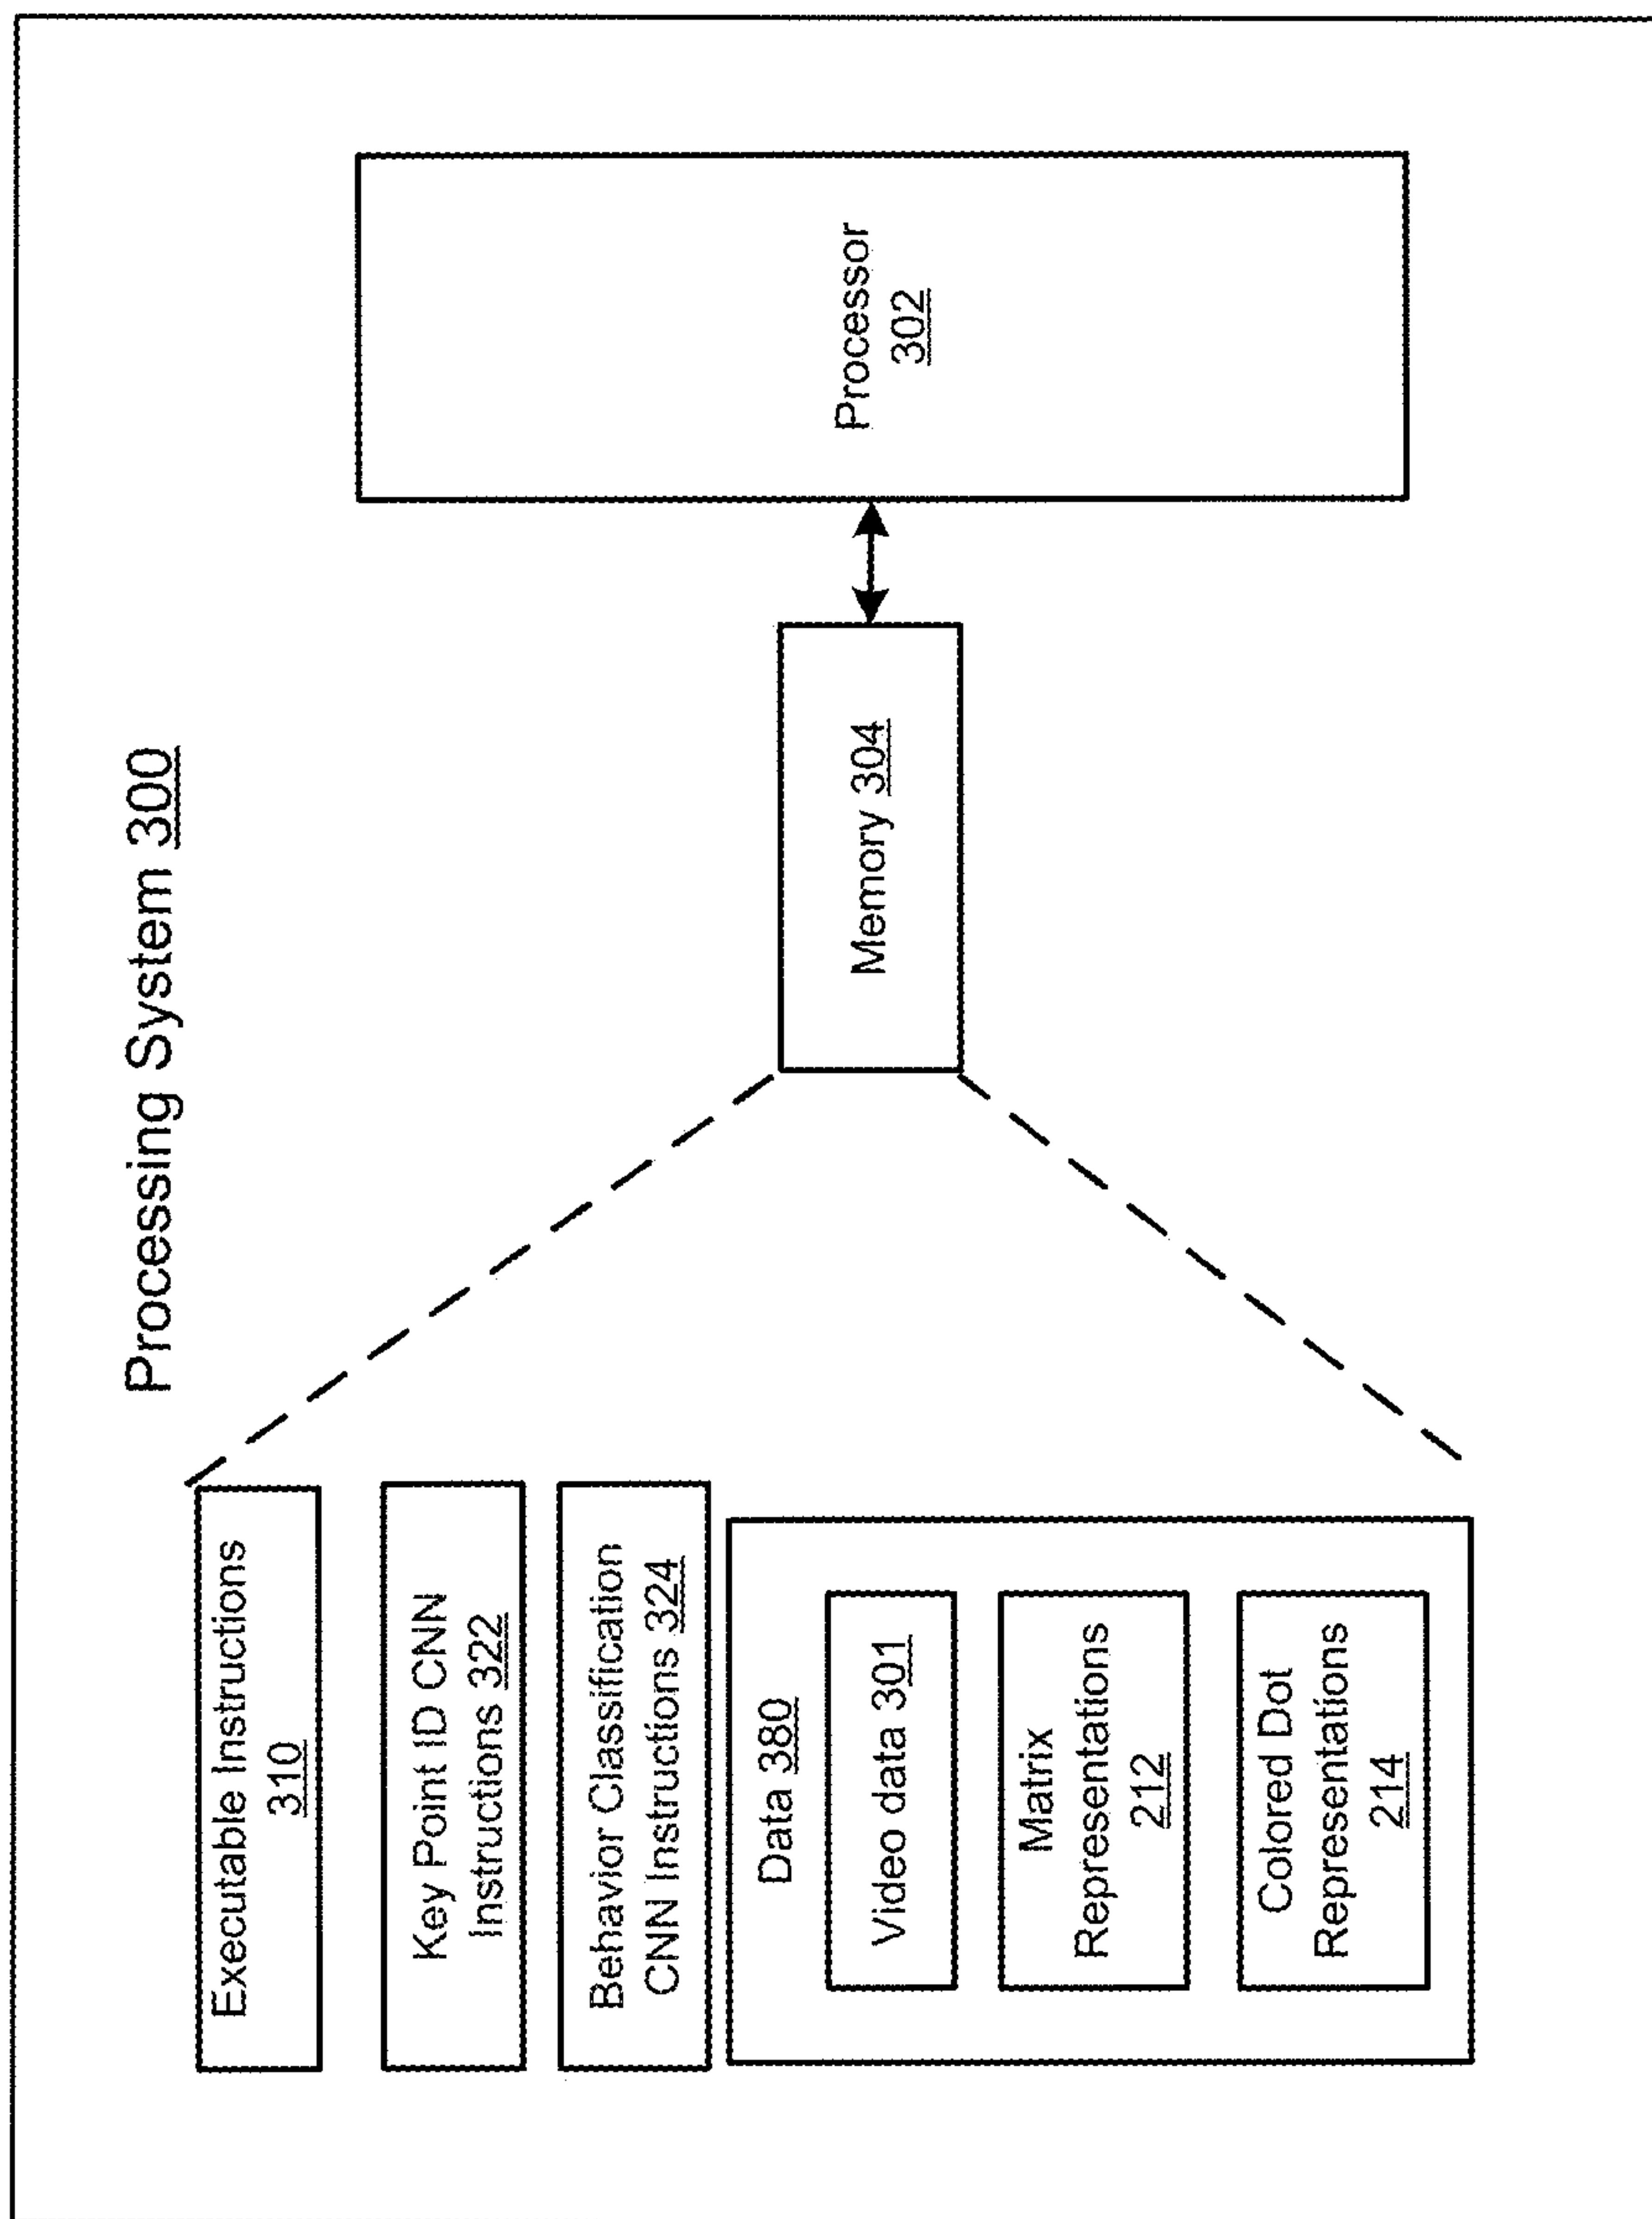 Processing System 300
Executable Instructions
310
Key Point ID CNN
Instructions 322
Behavior Classification
CNN Instructions 324
Data 380
Video data 301
Matrix
Representations
212
Colored Dot
Representations
214
Memory 304
Processor
302